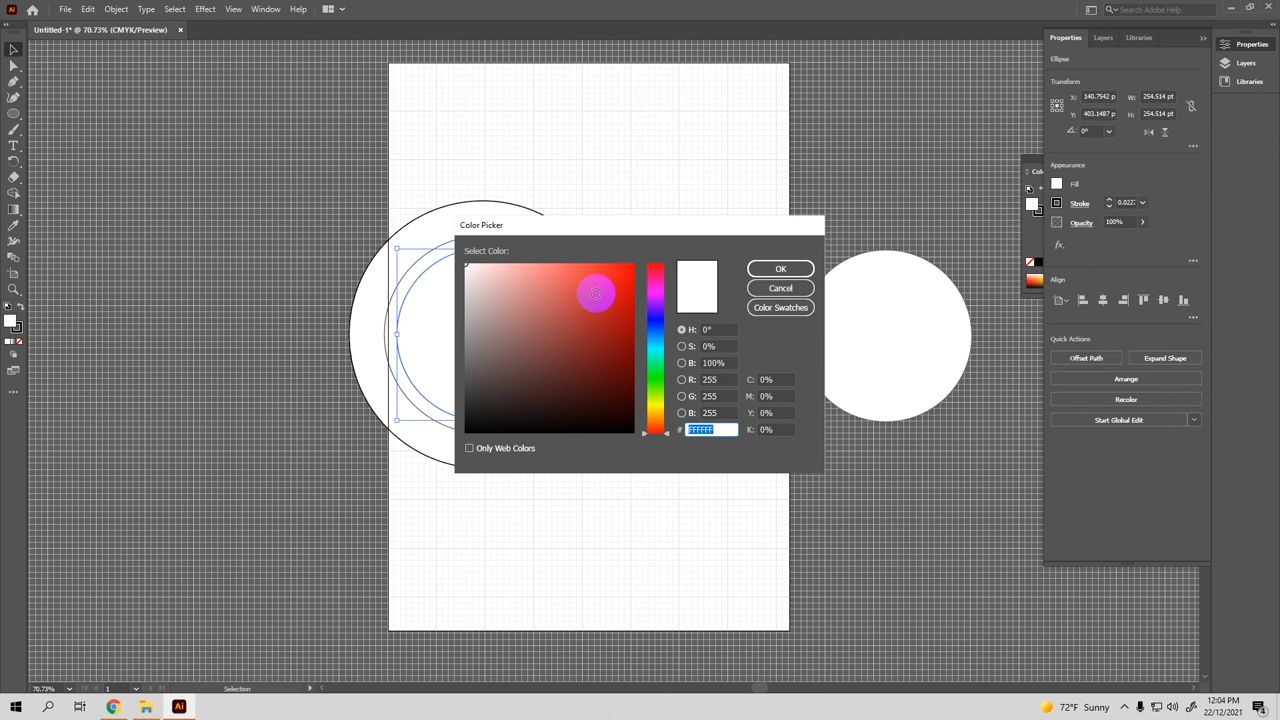 Ai File Edit Object Type Select Effect View Window Help Search Adobe Help
Untitled-1* @ 70.73% (CMYK/Preview) ×
Properties Layers Libraries
Ellipse
Transform
X: 140.7542 p W: 254.514 pt
Y: 403.1487 p H: 254.514 pt
0°
Appearance
Fill
Stroke 0.022
Opacity 100%
fx.
Align
Quick Actions
Offset Path Expand Shape
Arrange
Recolor
Start Global Edit
Properties
Layers
Libraries
Color Picker
Select Color:
OK
Cancel
Color Swatches
H: 0°
S: 0%
B: 100%
R: 255 C: 0%
G: 255 M: 0%
B: 255 Y: 0%
# FFFFFF K: 0%
Only Web Colors
70.73% 1 Selection
Ai 72°F Sunny 12:04 PM
22/12/2021 4